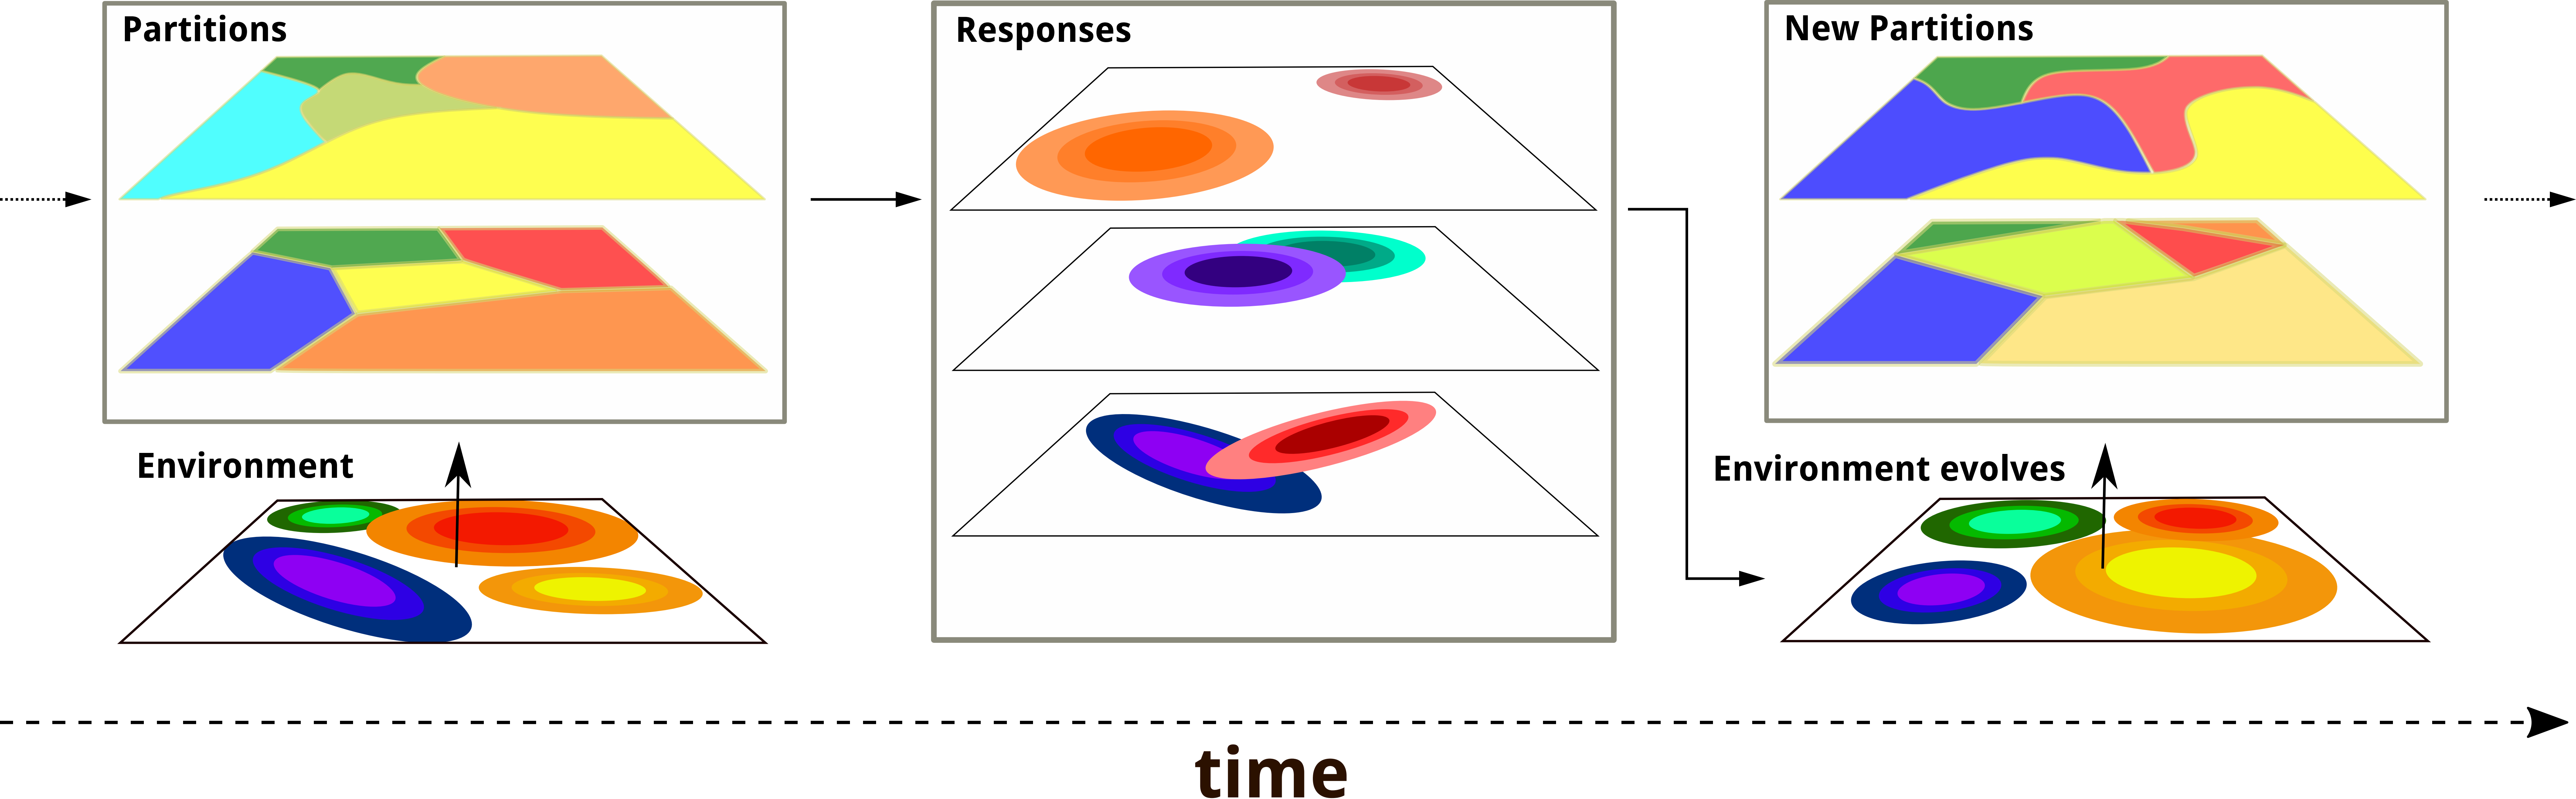 Partitions
Responses
New Partitions
Environment
Environment evolves
time